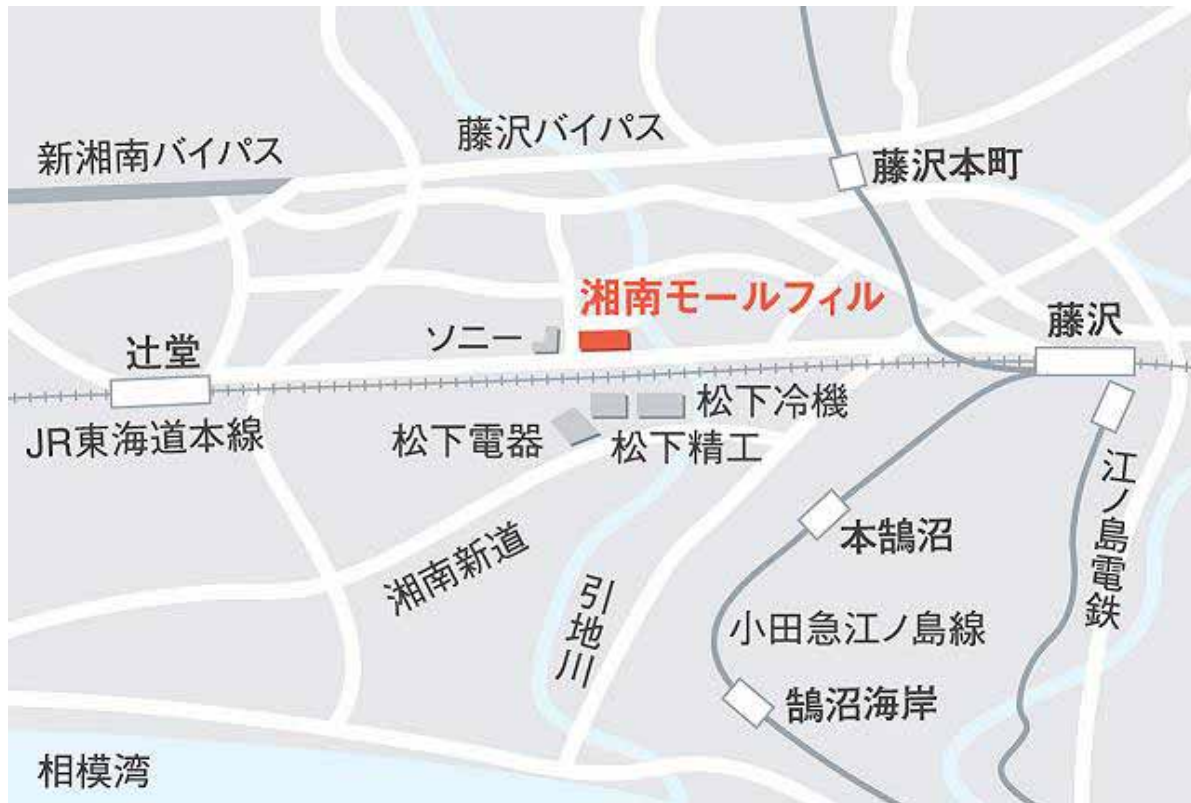 藤沢バイパス
新湘南バイパス
藤沢本町
湘南モールフィル
藤沢
ソニー
辻堂
松下冷機
JR東海道本線
松下電器
松下精工
江ノ島電鉄
本鵠沼
湘南新道
引地川
小田急江ノ島線
鵠沼海岸
相模湾